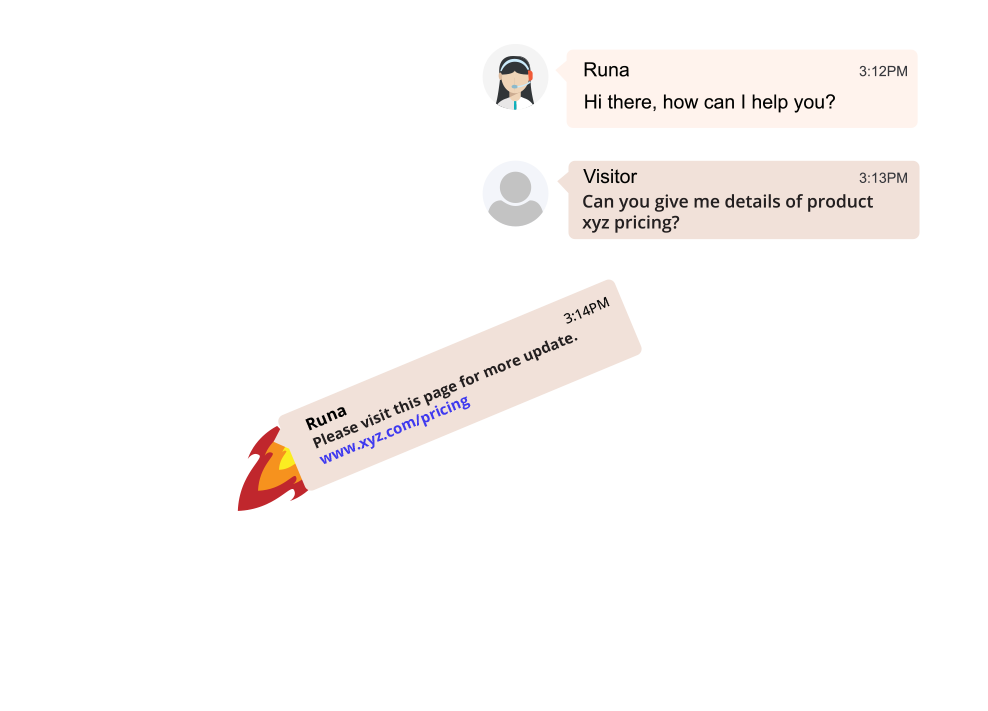 Runa 3:12PM
Hi there, how can I help you?
Visitor 3:13PM
Can you give me details of product
xyz pricing?
3:14PM
Runa
Please visit this page for more update.
www.xyz.com/pricing